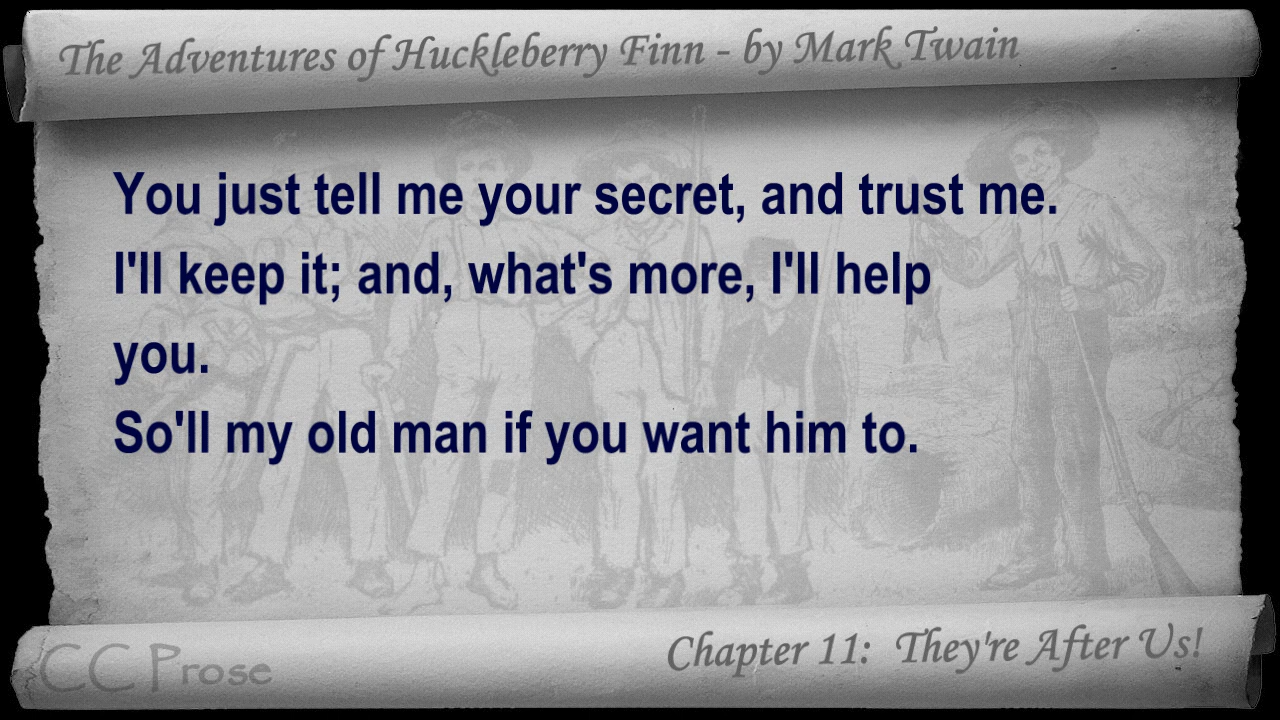 The Adventures of Huckleberry Finn - by Mark Twain
You just tell me your secret, and trust me.
I'll keep it; and, what's more, I'll help
you.
So'll my old man if you want him to.
CC Prose
Chapter 11: They're After Us!